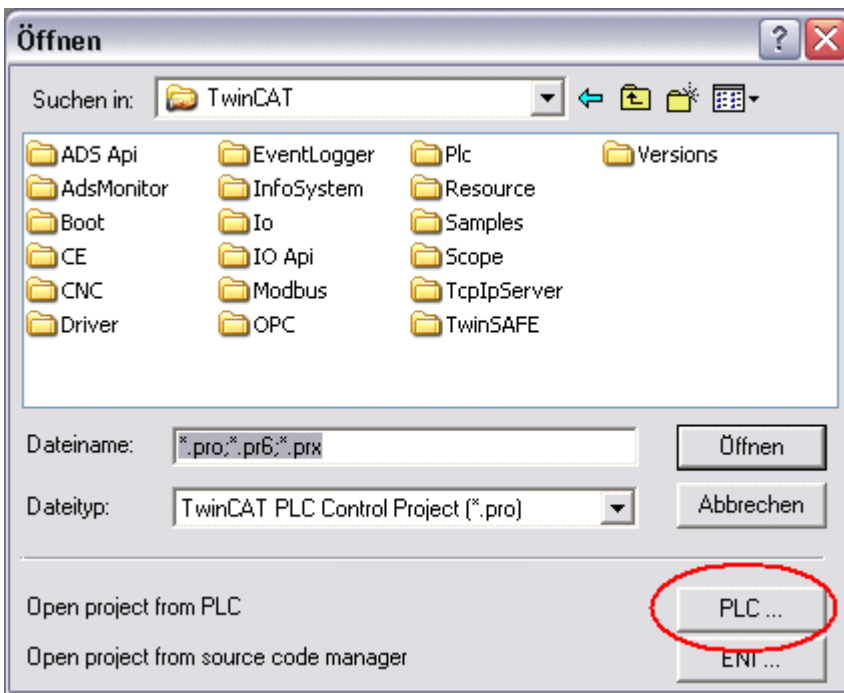 Öffnen
?
Suchen in: TwinCAT
ADS Api EventLogger Plc Versions
AdsMonitor InfoSystem Resource
Boot Io Samples
CE IO Api Scope
CNC Modbus TcpIpServer
Driver OPC TwinSAFE
Dateiname: *.pro;*.pr6;*.prx Öffnen
Dateityp: TwinCAT PLC Control Project (*.pro) Abbrechen
Open project from PLC PLC ...
Open project from source code manager ENI ...